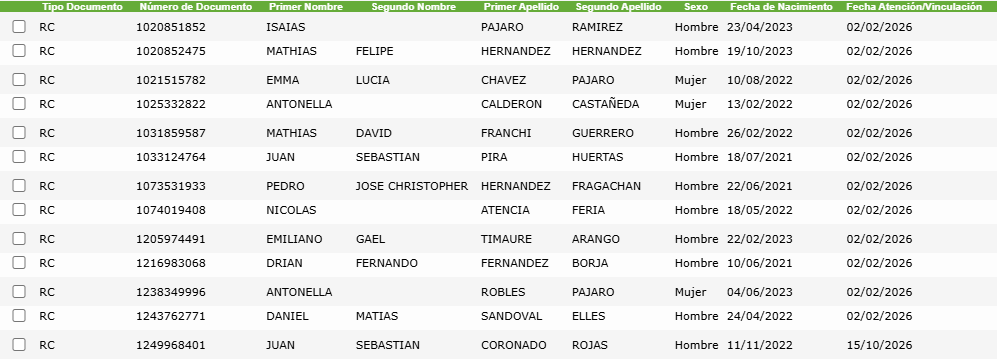 Tipo Documento Número de Documento Primer Nombre Segundo Nombre Primer Apellido Segundo Apellido Sexo Fecha de Nacimiento Fecha Atención/Vinculación
RC 1020851852 ISAIAS PAJARO RAMIREZ Hombre 23/04/2023 02/02/2026
RC 1020852475 MATHIAS FELIPE HERNANDEZ HERNANDEZ Hombre 19/10/2023 02/02/2026
RC 1021515782 EMMA LUCIA CHAVEZ PAJARO Mujer 10/08/2022 02/02/2026
RC 1025332822 ANTONELLA CALDERON CASTAÑEDA Mujer 13/02/2022 02/02/2026
RC 1031859587 MATHIAS DAVID FRANCHI GUERRERO Hombre 26/02/2022 02/02/2026
RC 1033124764 JUAN SEBASTIAN PIRA HUERTAS Hombre 18/07/2021 02/02/2026
RC 1073531933 PEDRO JOSE CHRISTOPHER HERNANDEZ FRAGACHAN Hombre 22/06/2021 02/02/2026
RC 1074019408 NICOLAS ATENCIA FERIA Hombre 18/05/2022 02/02/2026
RC 1205974491 EMILIANO GAEL TIMAURE ARANGO Hombre 22/02/2023 02/02/2026
RC 1216983068 DRIAN FERNANDO FERNANDEZ BORJA Hombre 10/06/2021 02/02/2026
RC 1238349996 ANTONELLA ROBLES PAJARO Mujer 04/06/2023 02/02/2026
RC 1243762771 DANIEL MATIAS SANDOVAL ELLES Hombre 24/04/2022 02/02/2026
RC 1249968401 JUAN SEBASTIAN CORONADO ROJAS Hombre 11/11/2022 15/10/2026